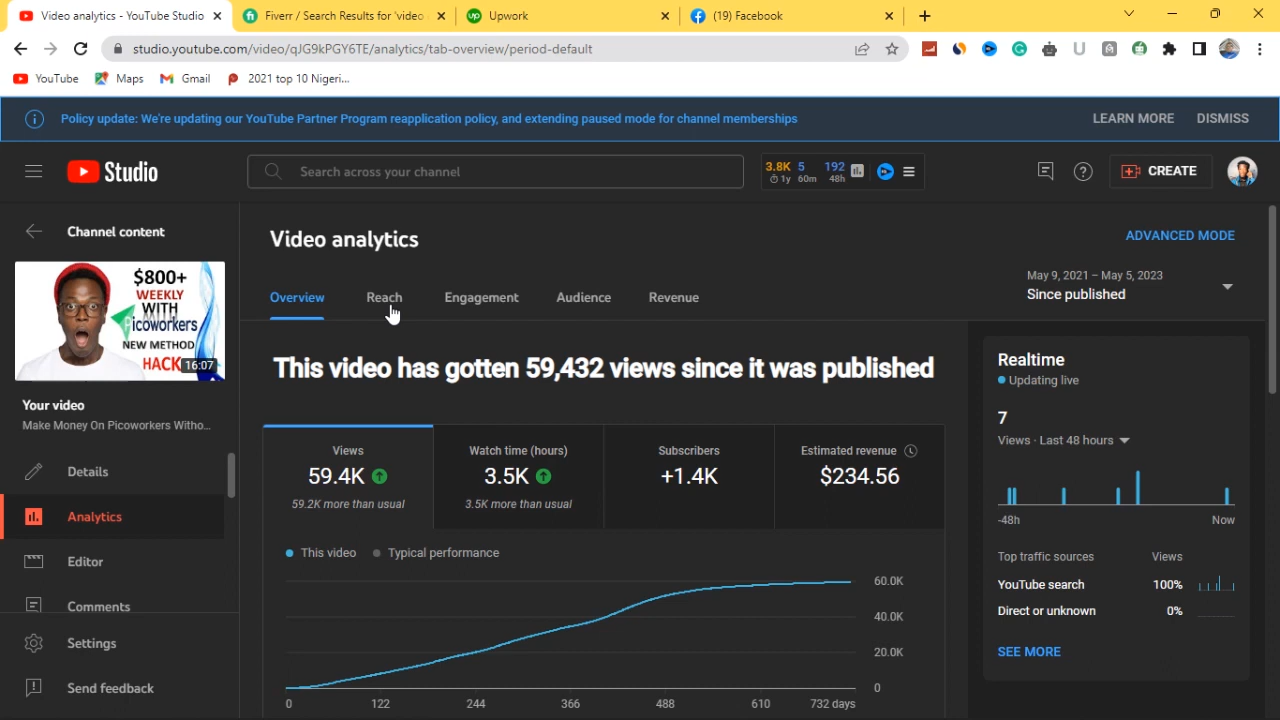 Video analytics - YouTube Studio
Fiverr / Search Results for 'video
Upwork
(19) Facebook
studio.youtube.com/video/qJG9kPGY6TE/analytics/tab-overview/period-default
YouTube
Maps
Gmail
2021 top 10 Nigeri...
Policy update: We're updating our YouTube Partner Program reapplication policy, and extending paused mode for channel memberships
LEARN MORE
DISMISS
Studio
Search across your channel
3.8K 5 192
1y 60m 48h
CREATE
Channel content
$800+
WEEKLY
WITH
Picoworkers
NEW METHOD
HACK
16:07
Your video
Make Money On Picoworkers Witho...
Details
Analytics
Editor
Comments
Settings
Send feedback
Video analytics
ADVANCED MODE
May 9, 2021 – May 5, 2023
Since published
Overview
Reach
Engagement
Audience
Revenue
This video has gotten 59,432 views since it was published
Views
59.4K
59.2K more than usual
Watch time (hours)
3.5K
3.5K more than usual
Subscribers
+1.4K
Estimated revenue
$234.56
This video
Typical performance
60.0K
40.0K
20.0K
0
0 122 244 366 488 610 732 days
Realtime
Updating live
7
Views · Last 48 hours
-48h
Now
Top traffic sources
Views
YouTube search
100%
Direct or unknown
0%
SEE MORE